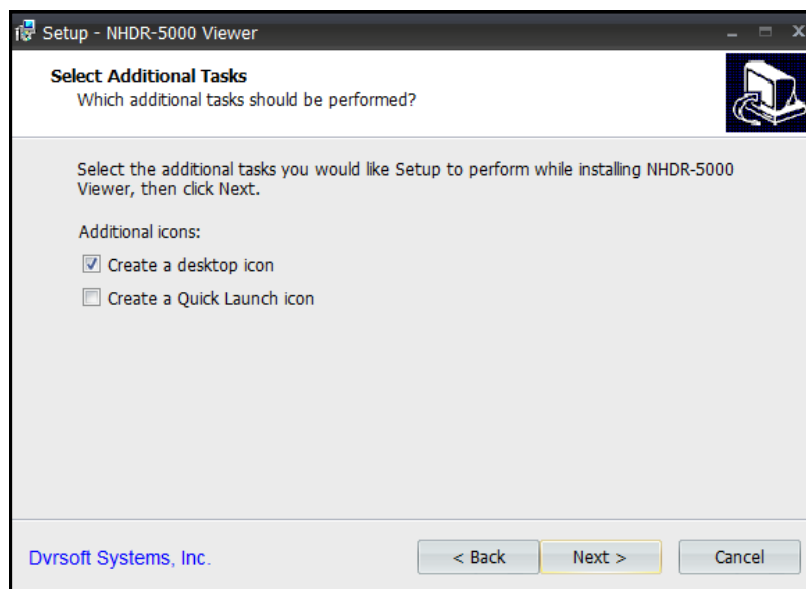 Setup - NHDR-5000 Viewer
Select Additional Tasks
Which additional tasks should be performed?
Select the additional tasks you would like Setup to perform while installing NHDR-5000
Viewer, then click Next.
Additional icons:
Create a desktop icon
Create a Quick Launch icon
Dvrsoft Systems, Inc.
< Back Next > Cancel